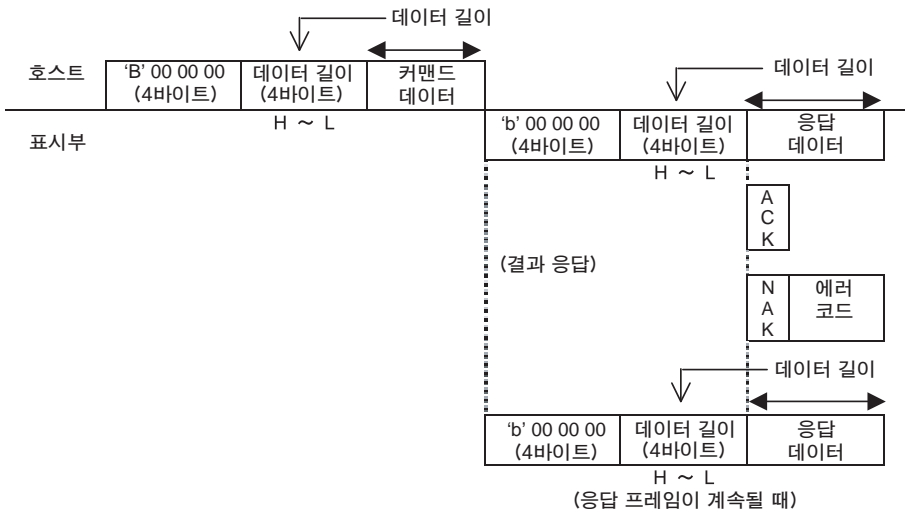 데이터 길이
호스트
'B' 00 00 00
(4바이트)
데이터 길이
(4바이트)
커맨드
데이터
H ~ L
표시부
데이터 길이
'b' 00 00 00
(4바이트)
데이터 길이
(4바이트)
응답
데이터
H ~ L
A
C
K
(결과 응답)
N
A
K
에러
코드
데이터 길이
'b' 00 00 00
(4바이트)
데이터 길이
(4바이트)
응답
데이터
H ~ L
(응답 프레임이 계속될 때)